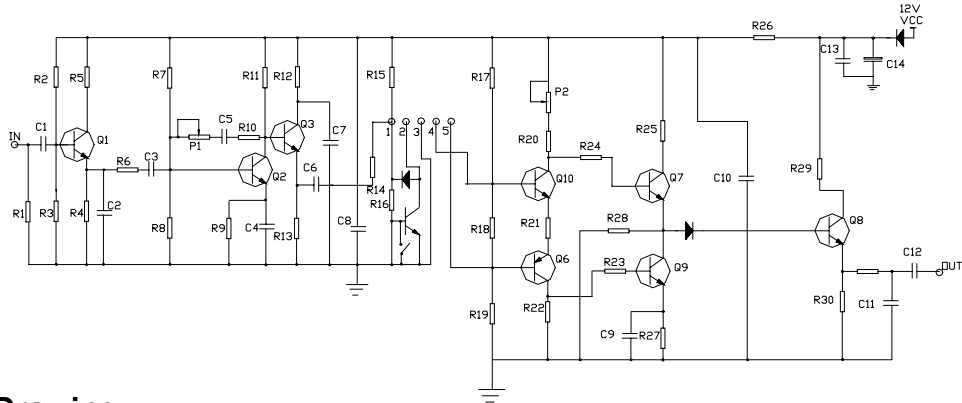 12V
VCC
R26
C13
C14
R2
R5
R7
R11
R12
R15
R17
P2
R20
R24
R25
R29
IN
C1
Q1
P1
C5
R10
Q3
C7
1 2 3 4 5
R6
C3
Q2
C6
R14
R16
Q10
Q7
C10
R1
R3
R4
C2
R8
R9
C4
R13
C8
R18
R21
R28
Q8
Q6
R23
Q9
C12
OUT
R19
R22
C9
R27
R30
C11